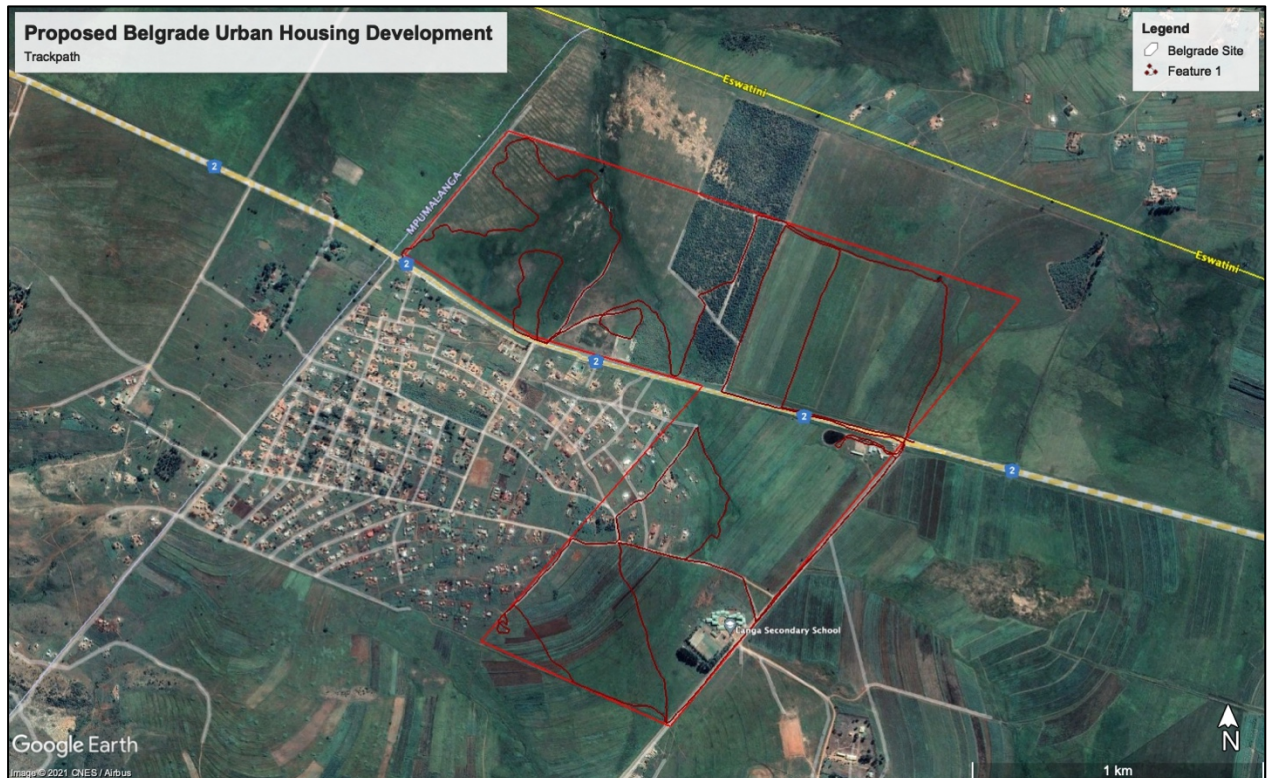 Proposed Belgrade Urban Housing Development
Trackpath
Legend
Belgrade Site
Feature 1
Eswatini
2
MPUMALANGA
Eswatini
2
2
2
2
Langa Secondary School
Google Earth
Image © 2021 CNES / Airbus
N
1 km